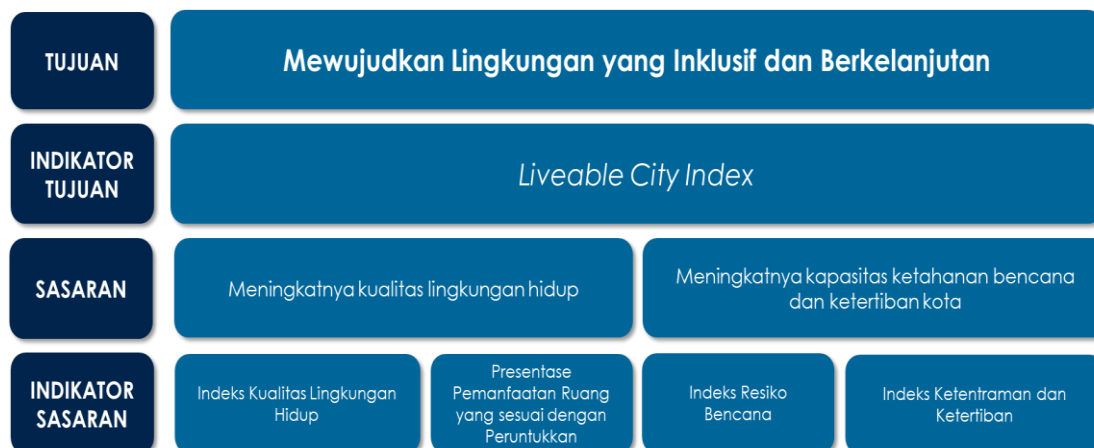 TUJUAN
Mewujudkan Lingkungan yang Inklusif dan Berkelanjutan
INDIKATOR
TUJUAN
Liveable City Index
SASARAN
Meningkatnya kualitas lingkungan hidup
Meningkatnya kapasitas ketahanan bencana
dan ketertiban kota
INDIKATOR
SASARAN
Indeks Kualitas Lingkungan
Hidup
Presentase
Pemanfaatan Ruang
yang sesuai dengan
Peruntukkan
Indeks Resiko
Bencana
Indeks Ketentraman dan
Ketertiban